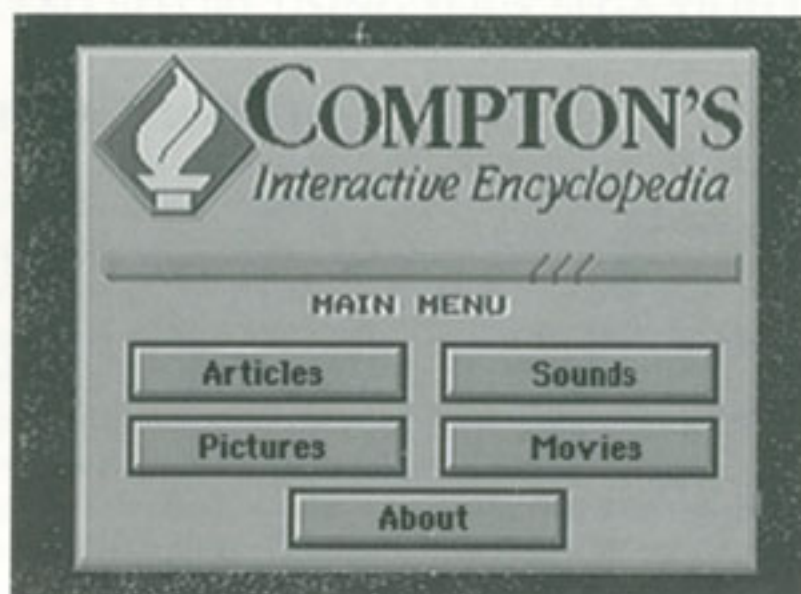 COMPTON'S
Interactive Encyclopedia
MAIN MENU
Articles Sounds
Pictures Movies
About